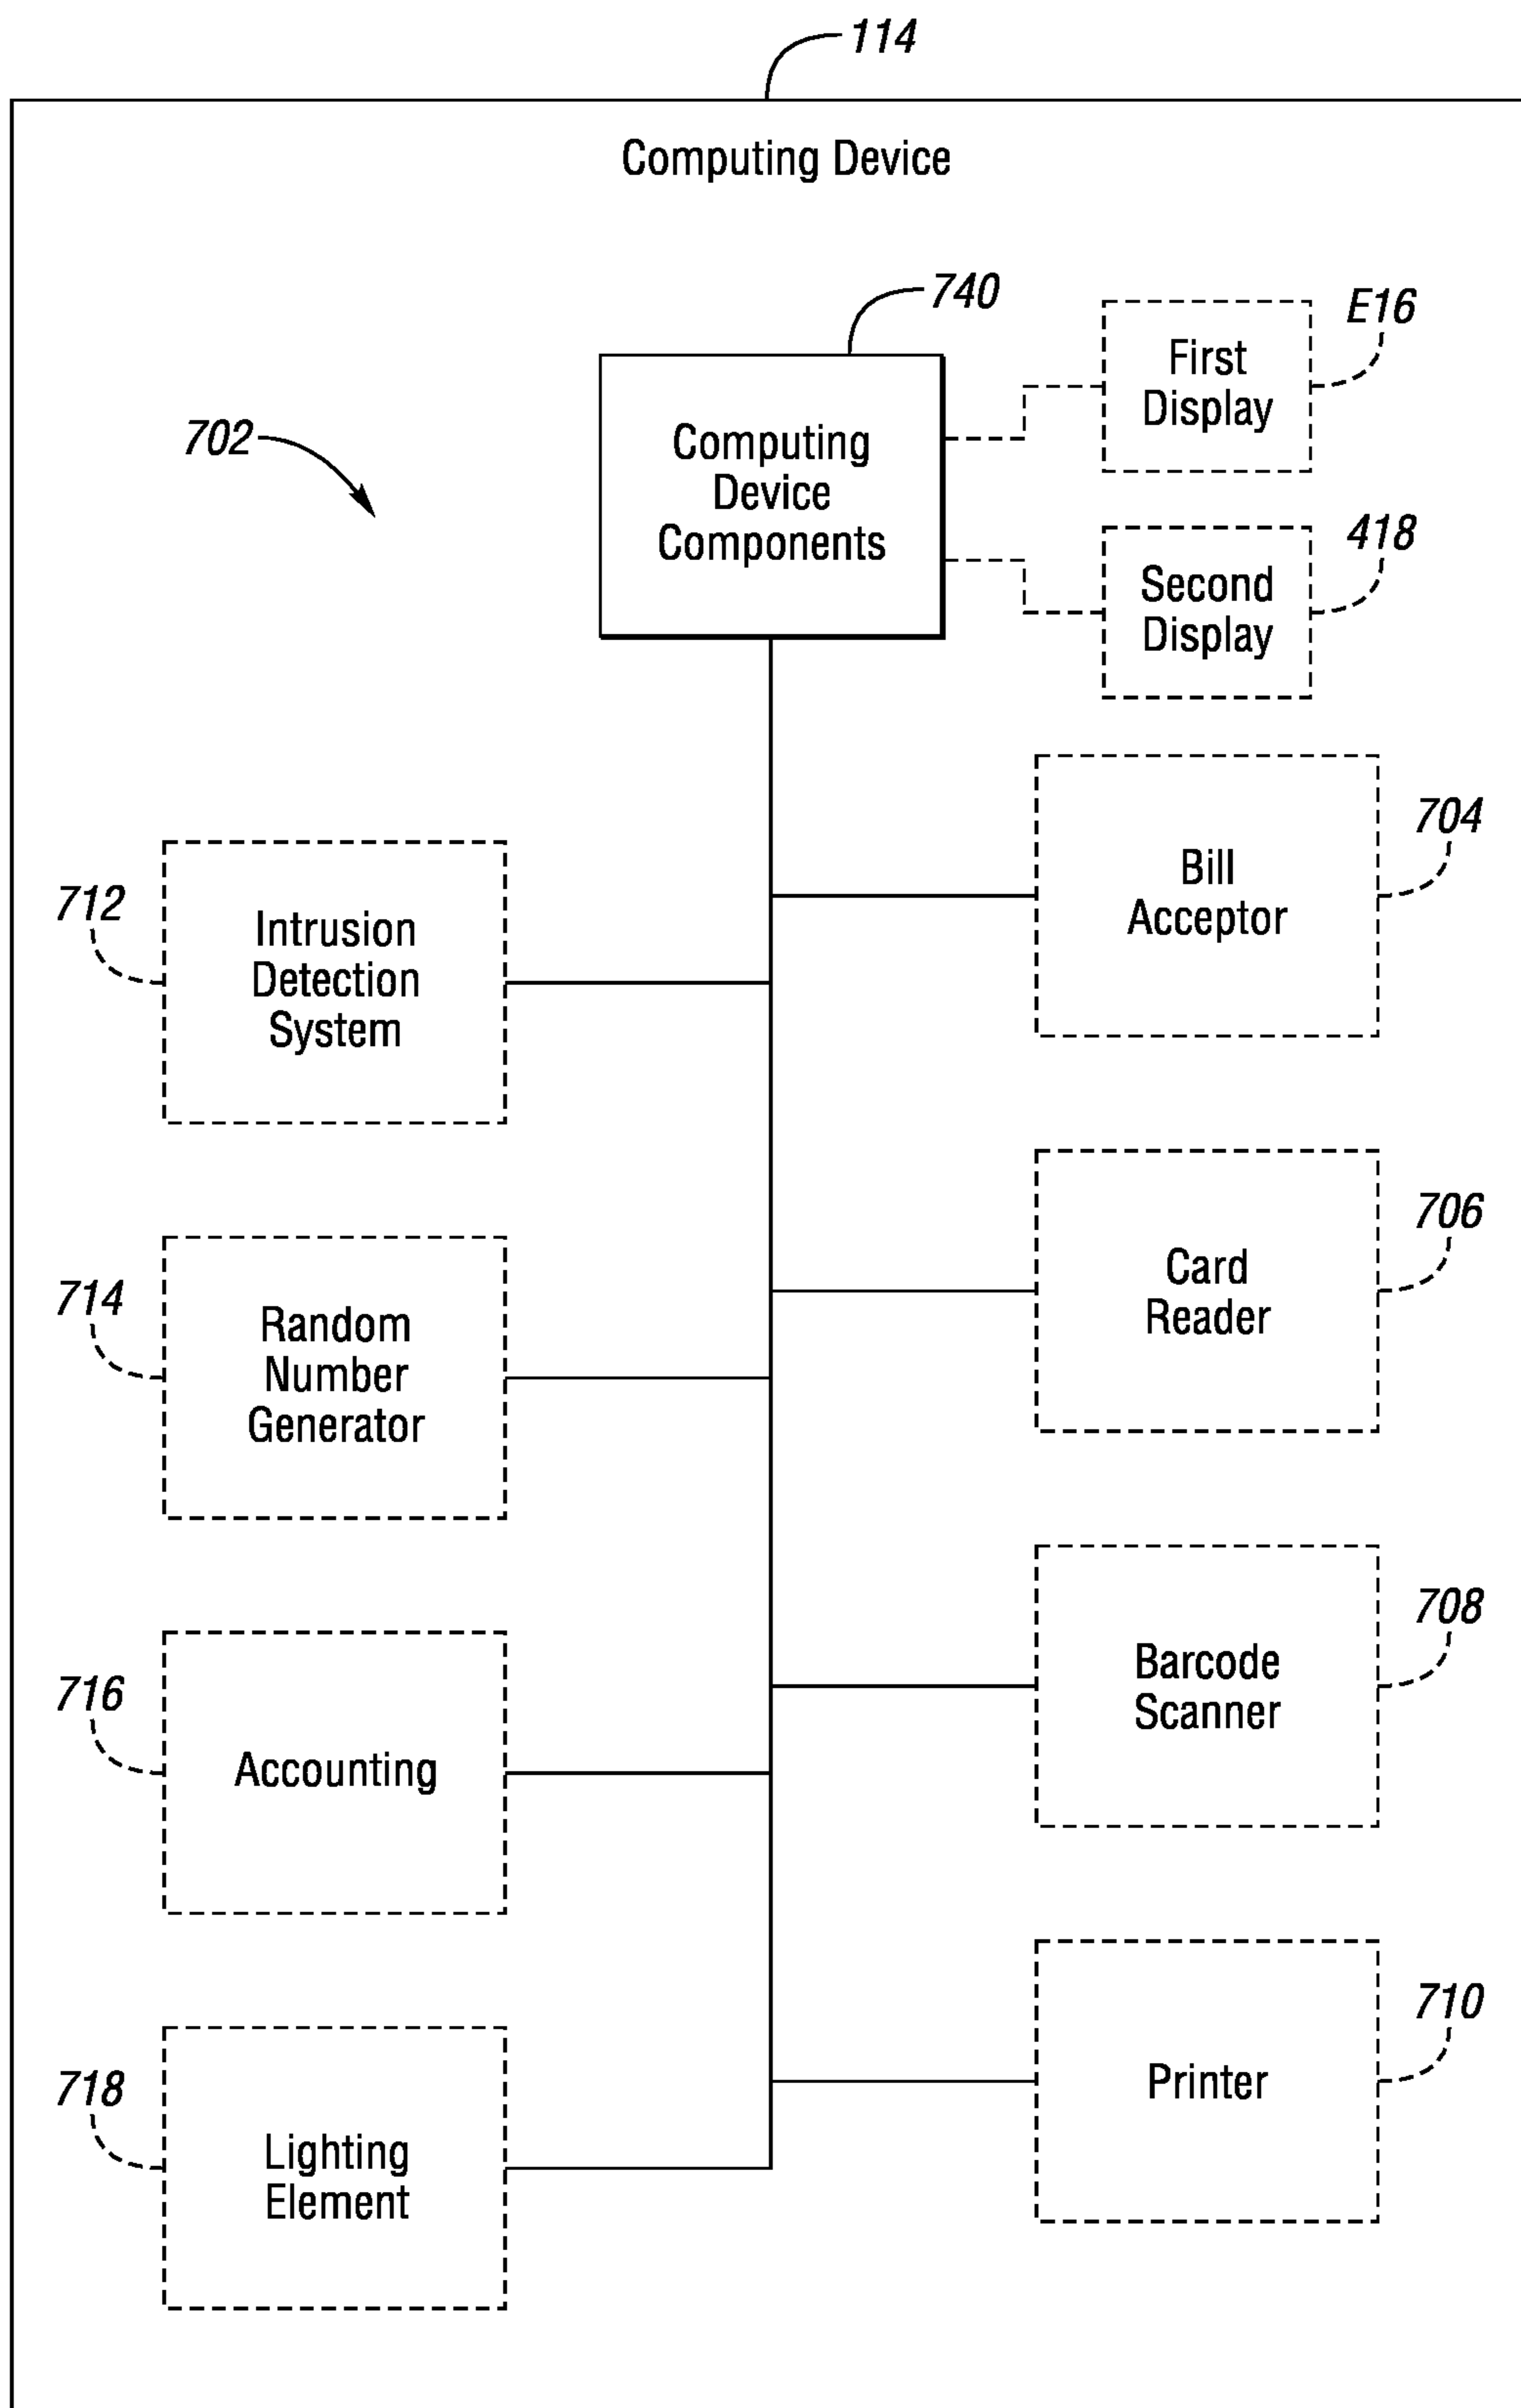 114
Computing Device
740
E16
First
Display
702
Computing
Device
Components
418
Second
Display
704
Bill
Acceptor
712
Intrusion
Detection
System
706
Card
Reader
714
Random
Number
Generator
708
Barcode
Scanner
716
Accounting
710
Printer
718
Lighting
Element